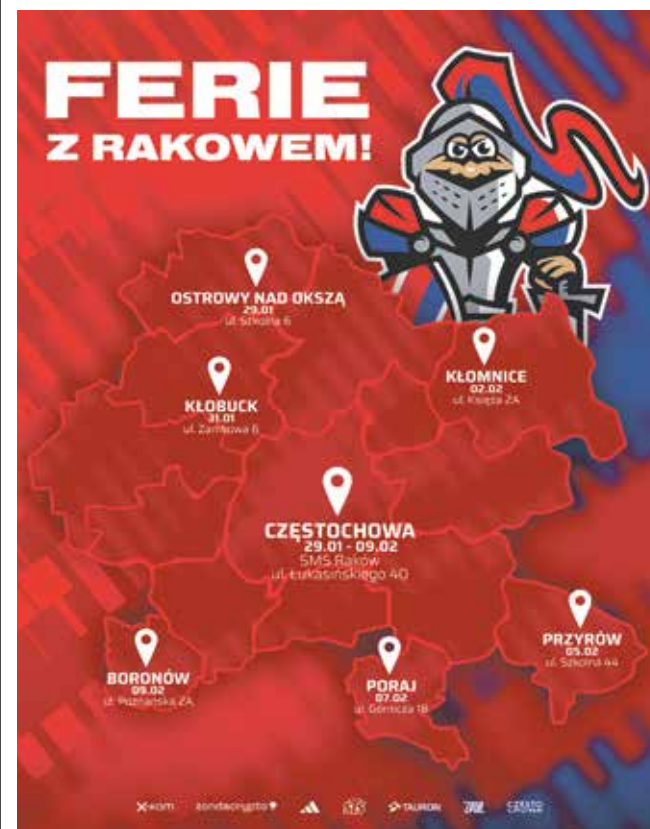 FERIE
Z RAKOWEM!
OSTROWY NAD OKSZĄ
29.01
ul. Szkolna 6
KŁOMNICE
02.02
ul. Księża 2A
KŁOBUCK
31.01
ul. Zamkowa 6
CZĘSTOCHOWA
29.01 - 09.02
SMS Raków
ul. Łukasińskiego 40
PRZYRÓW
05.02
ul. Szkolna 44
BORONÓW
09.02
ul. Poznańska 2A
PORAJ
07.02
ul. Górnicza 18
x-kom zondacrypto TAURON